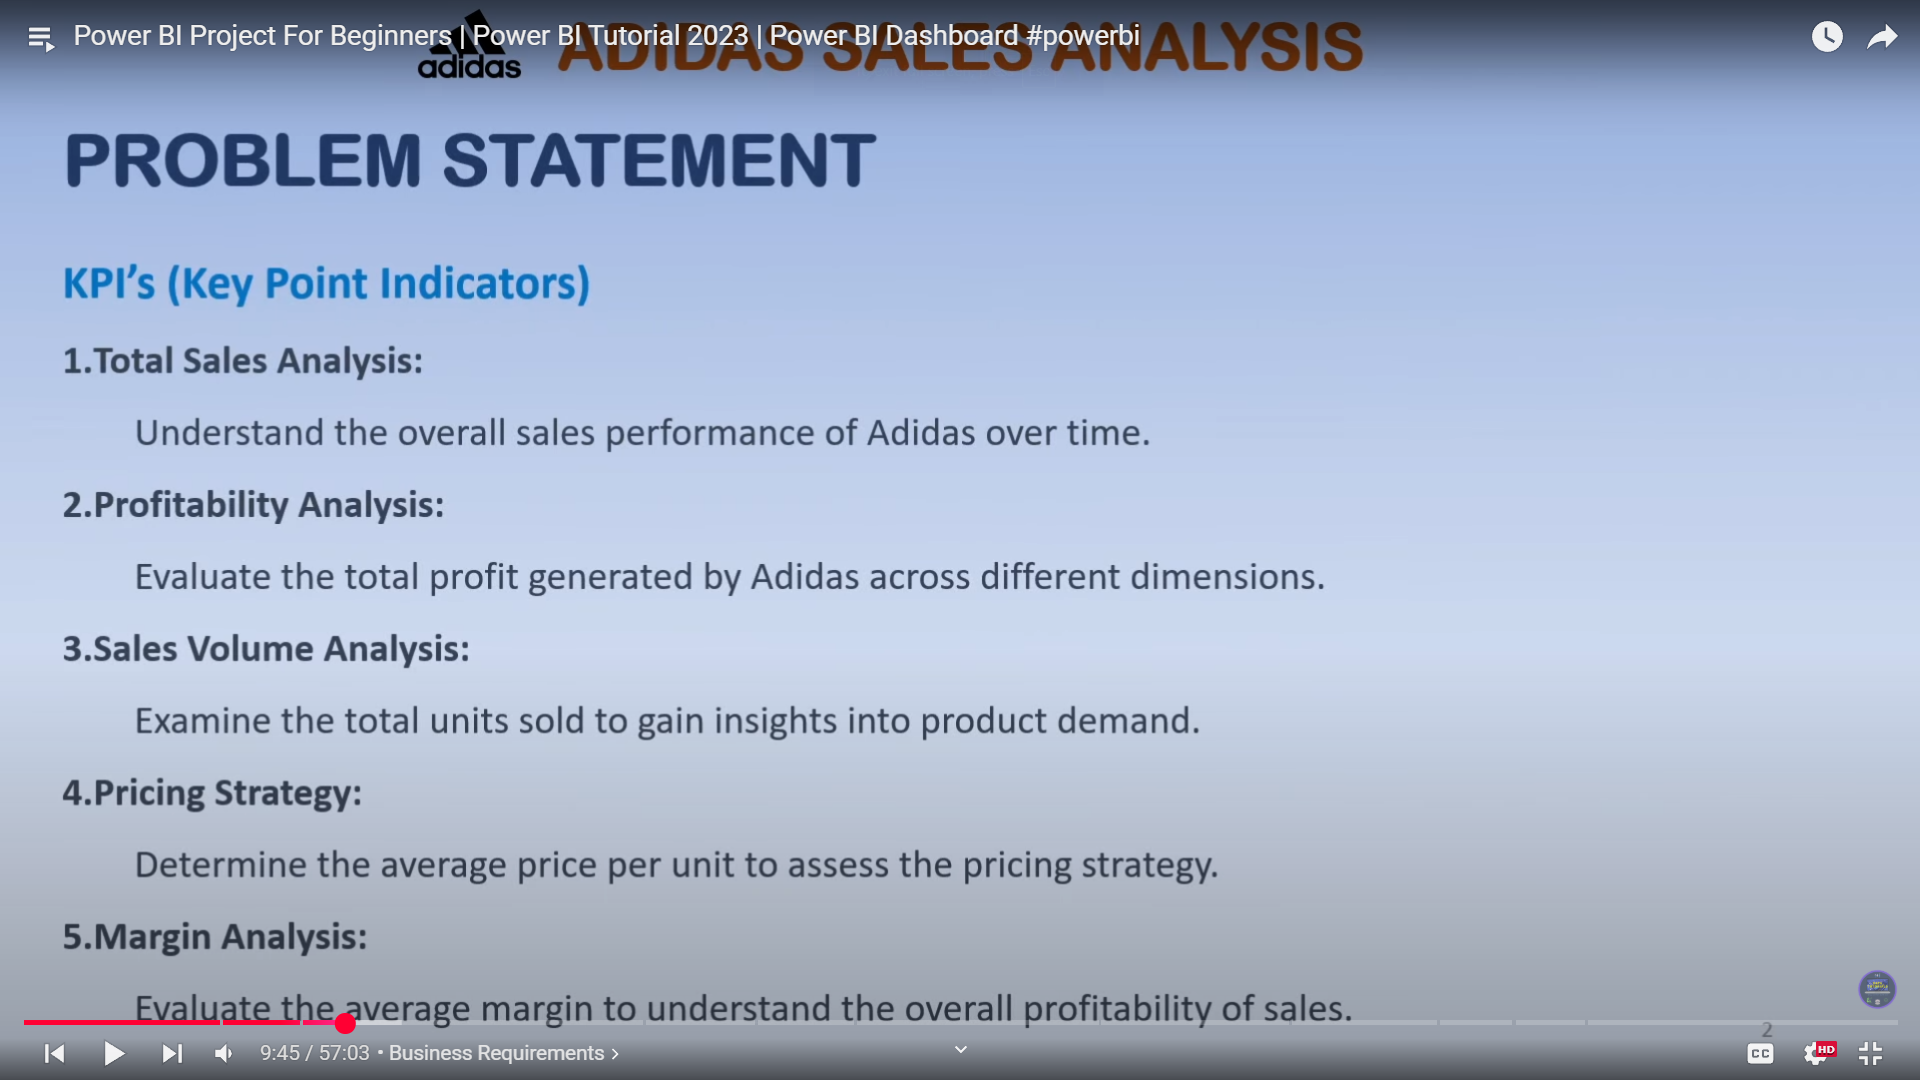 Power BI Project For Beginners | Power BI Tutorial 2023 | Power BI Dashboard #powerbi
adidas
ADIDAS SALES ANALYSIS
PROBLEM STATEMENT
KPI’s (Key Point Indicators)
1.Total Sales Analysis:
Understand the overall sales performance of Adidas over time.
2.Profitability Analysis:
Evaluate the total profit generated by Adidas across different dimensions.
3.Sales Volume Analysis:
Examine the total units sold to gain insights into product demand.
4.Pricing Strategy:
Determine the average price per unit to assess the pricing strategy.
5.Margin Analysis:
Evaluate the average margin to understand the overall profitability of sales.
2
9:45 / 57:03 • Business Requirements ›
CC
HD